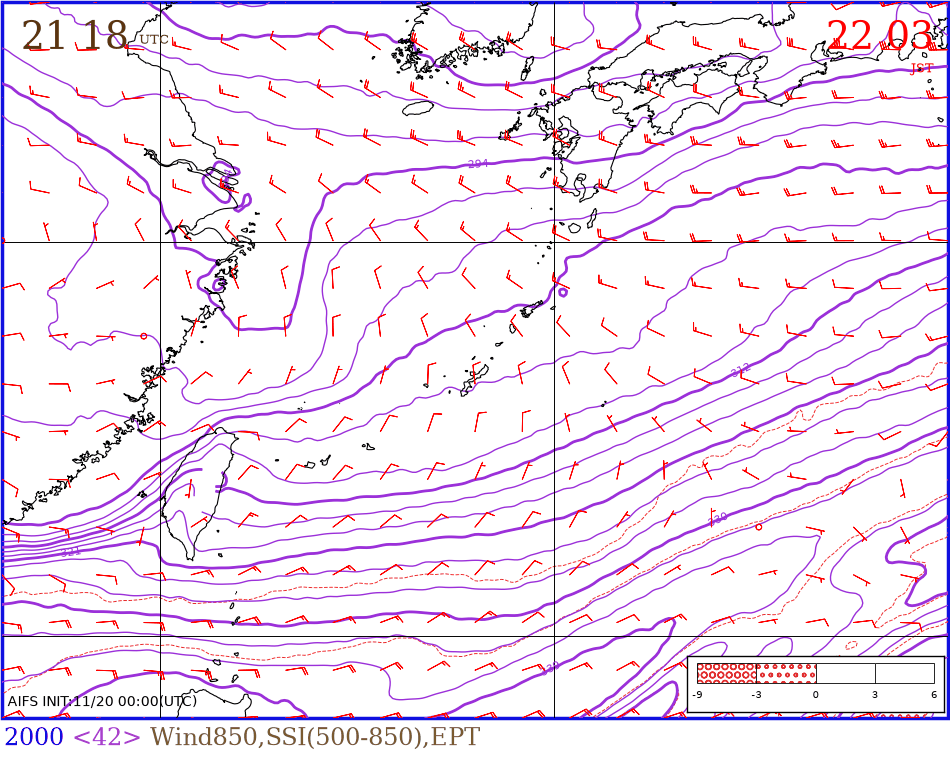 21 18 UTC
22 03
JST
294
312
330
321
339
-9 -3 0 3 6
AIFS INIT:11/20 00:00(UTC)
2000 <42> Wind850,SSI(500-850),EPT